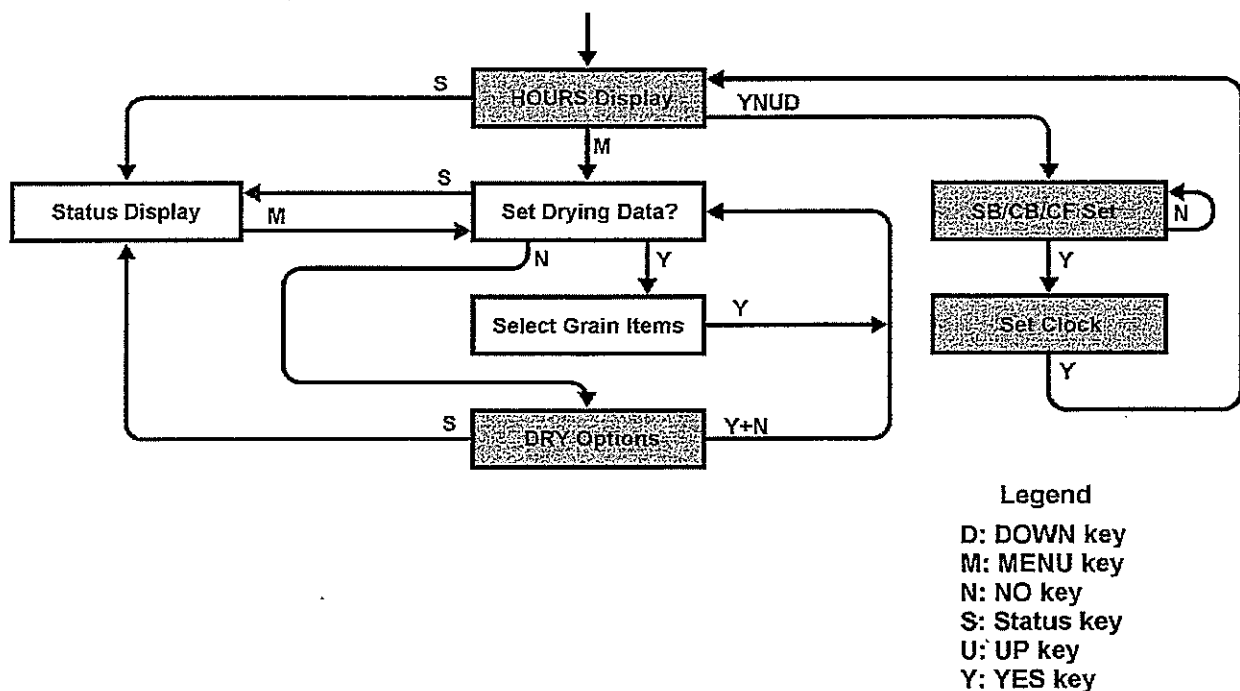 S
HOURS Display
YNUD
M
Status Display
S
M
Set Drying Data?
SB/CB/CF Set
N
N
Y
Y
Select Grain Items
Y
Set Clock
Y
S
DRY Options
Y+N
Legend
D: DOWN key
M: MENU key
N: NO key
S: Status key
U: UP key
Y: YES key